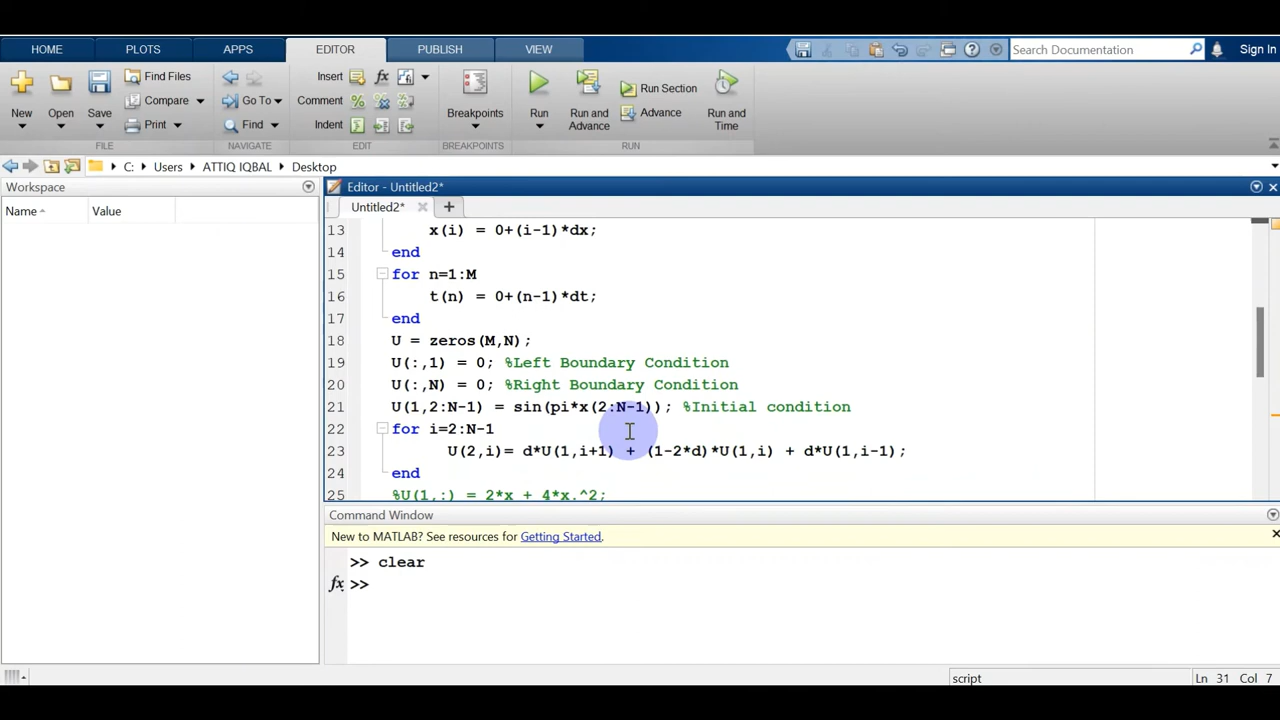 HOME PLOTS APPS EDITOR PUBLISH VIEW Search Documentation Sign In
New Open Save Find Files Compare Print Go To Find Insert fx Comment % Indent Breakpoints Run Run and Advance Run Section Advance Run and Time
FILE NAVIGATE EDIT BREAKPOINTS RUN
C: Users ATTIQ IQBAL Desktop
Workspace
Name Value
Editor - Untitled2*
Untitled2*
13 x(i) = 0+(i-1)*dx;
14 end
15 for n=1:M
16 t(n) = 0+(n-1)*dt;
17 end
18 U = zeros(M,N);
19 U(:,1) = 0; %Left Boundary Condition
20 U(:,N) = 0; %Right Boundary Condition
21 U(1,2:N-1) = sin(pi*x(2:N-1)); %Initial condition
22 for i=2:N-1
23 U(2,i)= d*U(1,i+1) + (1-2*d)*U(1,i) + d*U(1,i-1);
24 end
25 %U(1,:) = 2*x + 4*x.^2;
Command Window
New to MATLAB? See resources for Getting Started.
>> clear
fx >>
script Ln 31 Col 7